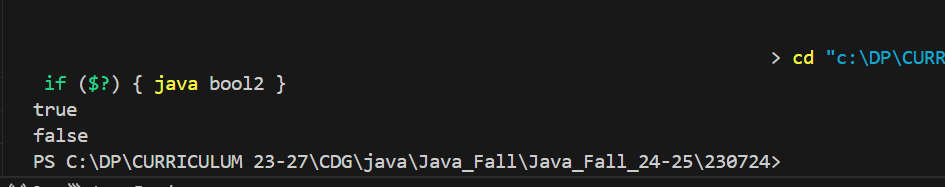 > cd "c:\DP\CURR
if ($?) { java bool2 }
true
false
PS C:\DP\CURRICULUM 23-27\CDG\java\Java_Fall\Java_Fall_24-25\230724>